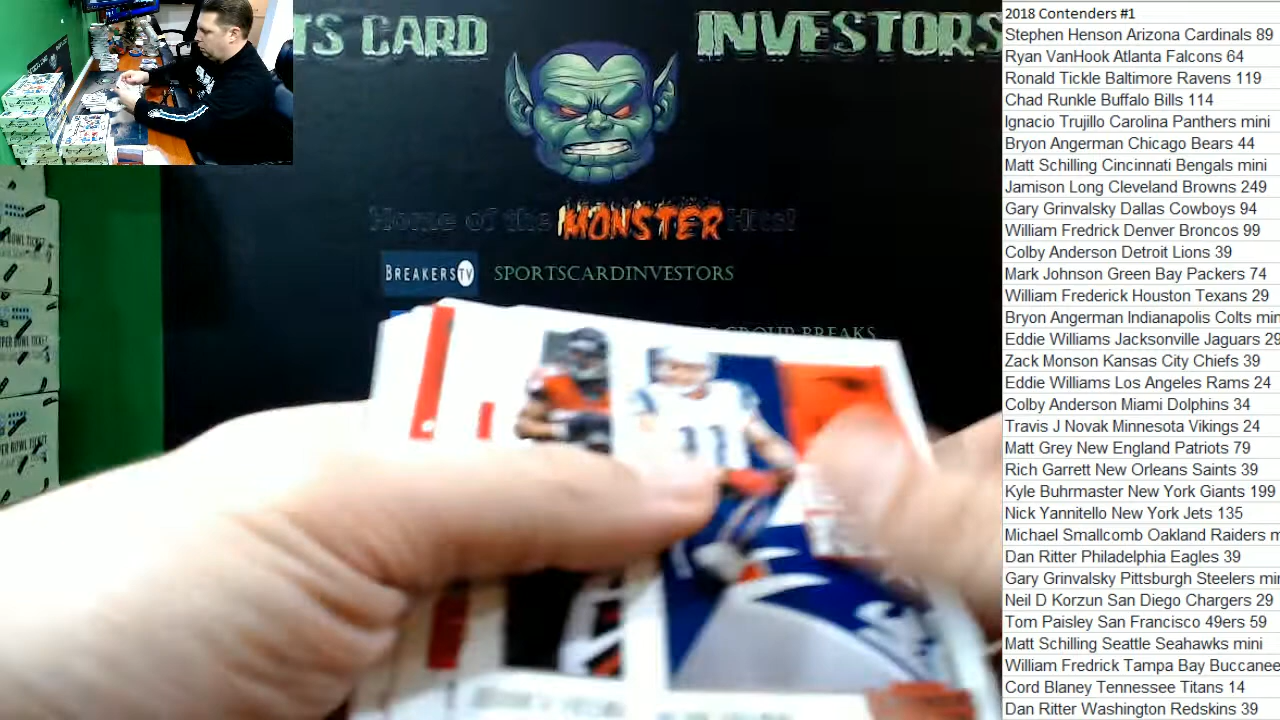 TS CARD INVESTORS
Home of the MONSTER Hits!
BREAKERSTV SPORTSCARDINVESTORS
GROUP BREAKS
11
2018 Contenders #1
Stephen Henson Arizona Cardinals 89
Ryan VanHook Atlanta Falcons 64
Ronald Tickle Baltimore Ravens 119
Chad Runkle Buffalo Bills 114
Ignacio Trujillo Carolina Panthers mini
Bryon Angerman Chicago Bears 44
Matt Schilling Cincinnati Bengals mini
Jamison Long Cleveland Browns 249
Gary Grinvalsky Dallas Cowboys 94
William Fredrick Denver Broncos 99
Colby Anderson Detroit Lions 39
Mark Johnson Green Bay Packers 74
William Frederick Houston Texans 29
Bryon Angerman Indianapolis Colts min
Eddie Williams Jacksonville Jaguars 29
Zack Monson Kansas City Chiefs 39
Eddie Williams Los Angeles Rams 24
Colby Anderson Miami Dolphins 34
Travis J Novak Minnesota Vikings 24
Matt Grey New England Patriots 79
Rich Garrett New Orleans Saints 39
Kyle Buhrmaster New York Giants 199
Nick Yannitello New York Jets 135
Michael Smallcomb Oakland Raiders m
Dan Ritter Philadelphia Eagles 39
Gary Grinvalsky Pittsburgh Steelers mi
Neil D Korzun San Diego Chargers 29
Tom Paisley San Francisco 49ers 59
Matt Schilling Seattle Seahawks mini
William Fredrick Tampa Bay Buccanee
Cord Blaney Tennessee Titans 14
Dan Ritter Washington Redskins 39